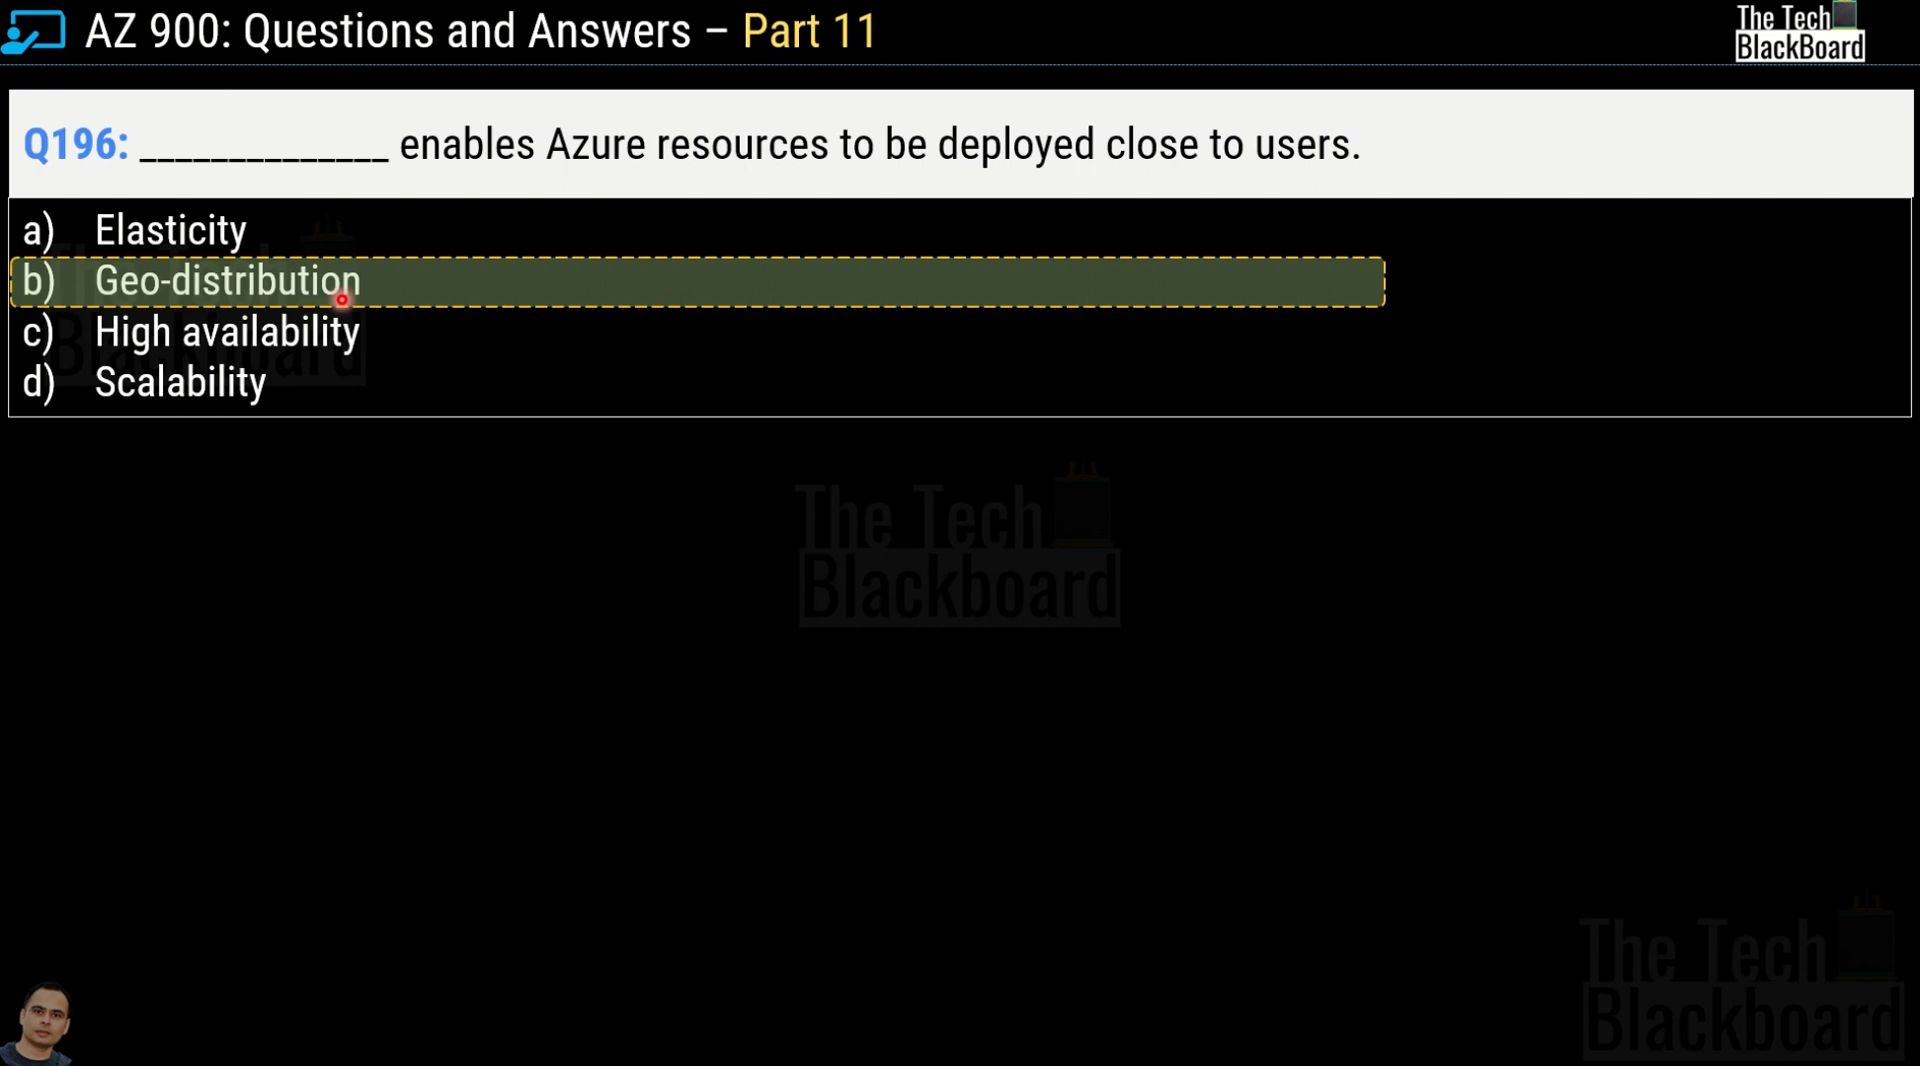 AZ 900: Questions and Answers – Part 11
The Tech
BlackBoard
Q196: ______________ enables Azure resources to be deployed close to users.
a) Elasticity
b) Geo-distribution
c) High availability
d) Scalability
The Tech
Blackboard
The Tech
Blackboard